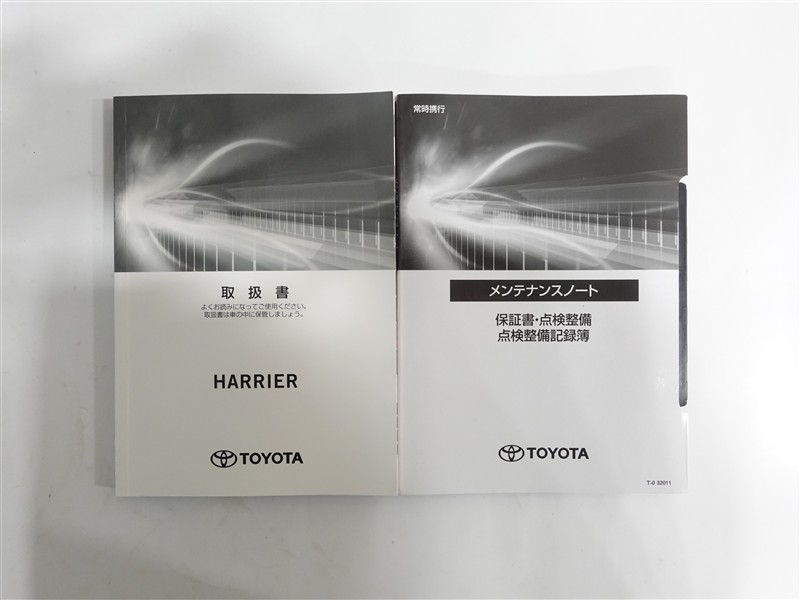 取扱書
よくお読みになってご使用ください。
取扱書は車の中に保管しましょう。
HARRIER
TOYOTA
常時携行
メンテナンスノート
保証書・点検整備
点検整備記録簿
TOYOTA
T-0 32011